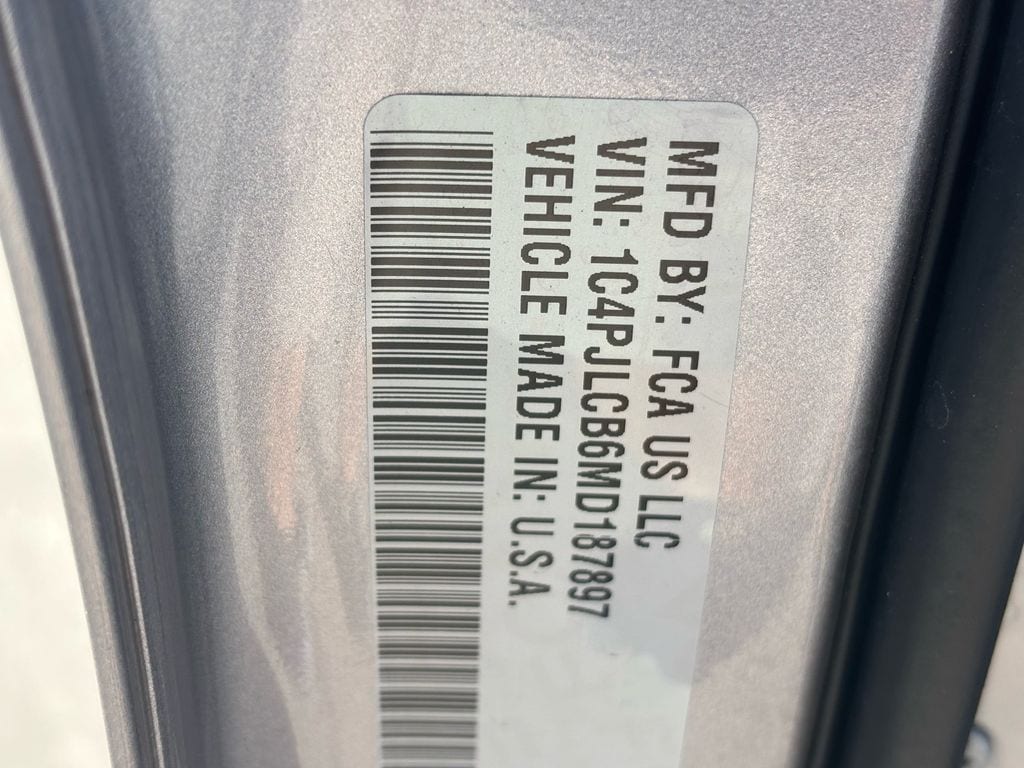 MFD BY: FCA US LLC
VIN: 1C4PJLCB6MD187897
VEHICLE MADE IN: U.S.A.